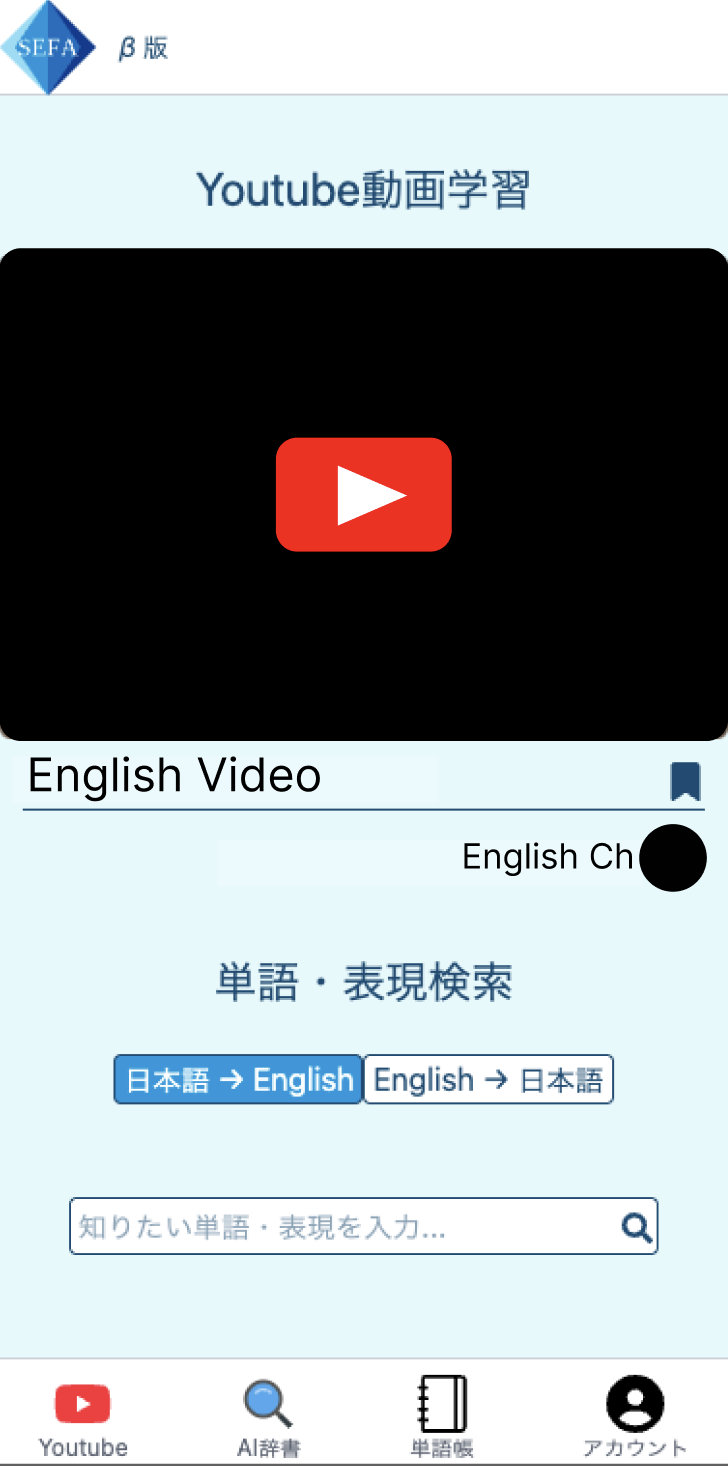 SEFA β 版
Youtube動画学習
English Video
English Ch
単語・表現検索
日本語 → English English → 日本語
知りたい単語・表現を入力...
Youtube AI辞書 単語帳 アカウント